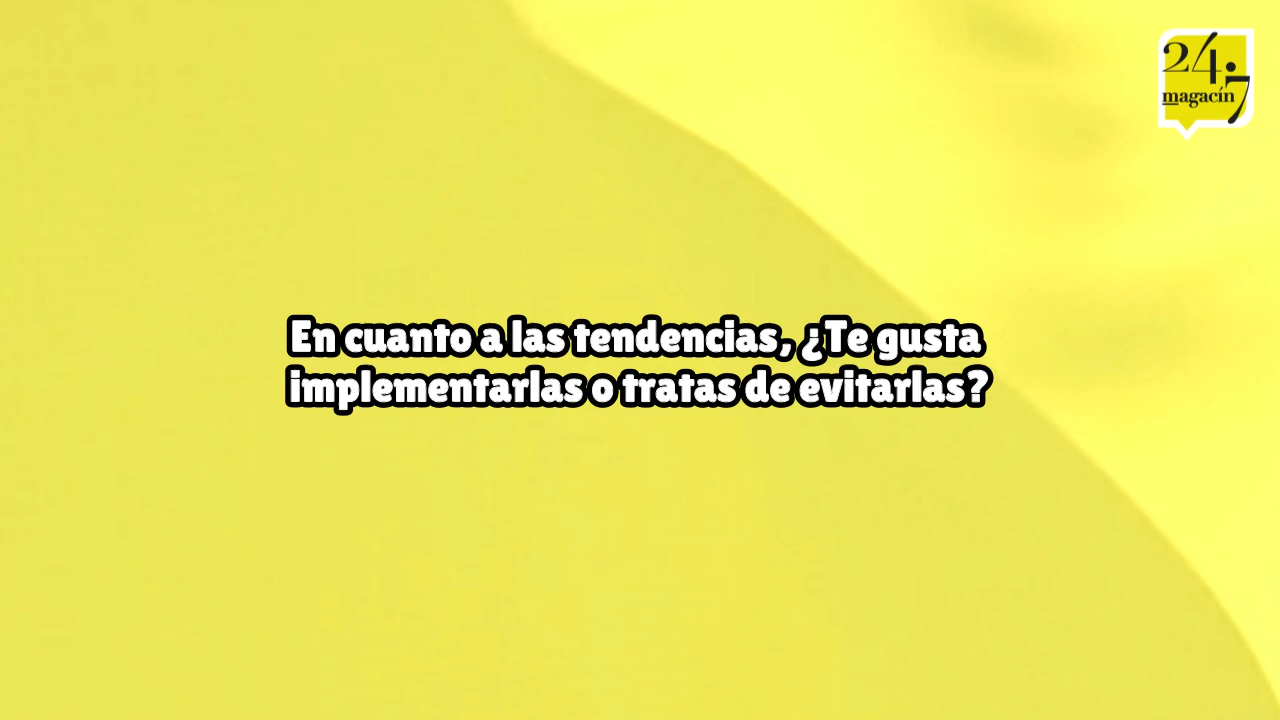 24.7
magacín
En cuanto a las tendencias, ¿Te gusta
implementarlas o tratas de evitarlas?